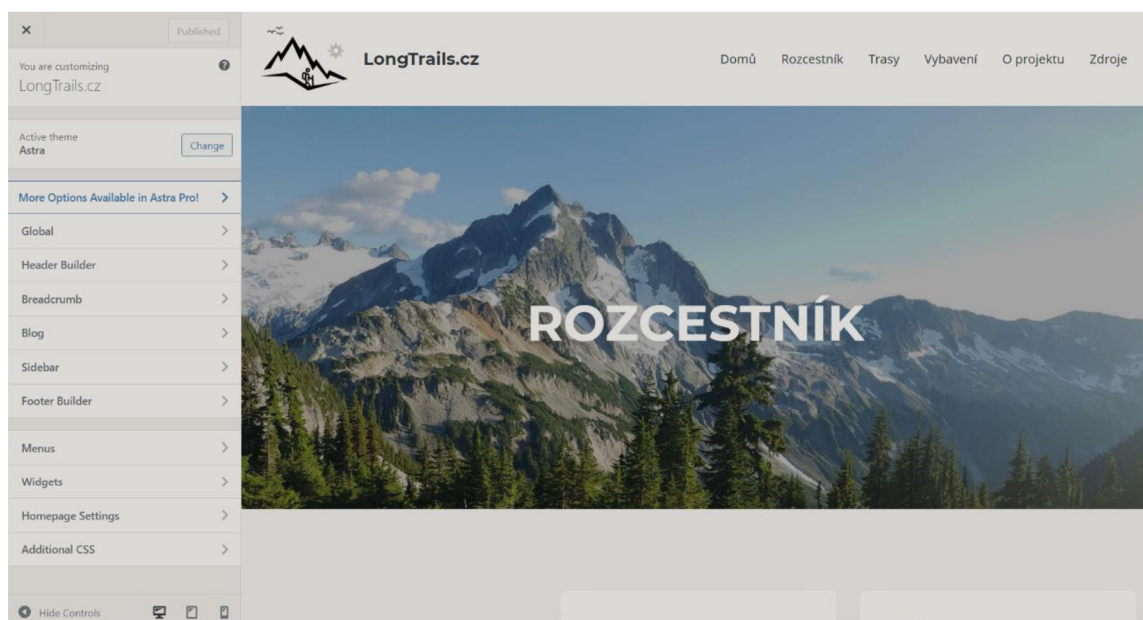 Published
You are customizing
LongTrails.cz
Active theme
Astra
Change
More Options Available in Astra Pro!
Global
Header Builder
Breadcrumb
Blog
Sidebar
Footer Builder
Menus
Widgets
Homepage Settings
Additional CSS
Hide Controls
LongTrails.cz
Domů Rozcestník Trasy Vybavení O projektu Zdroje
ROZCESTNÍK